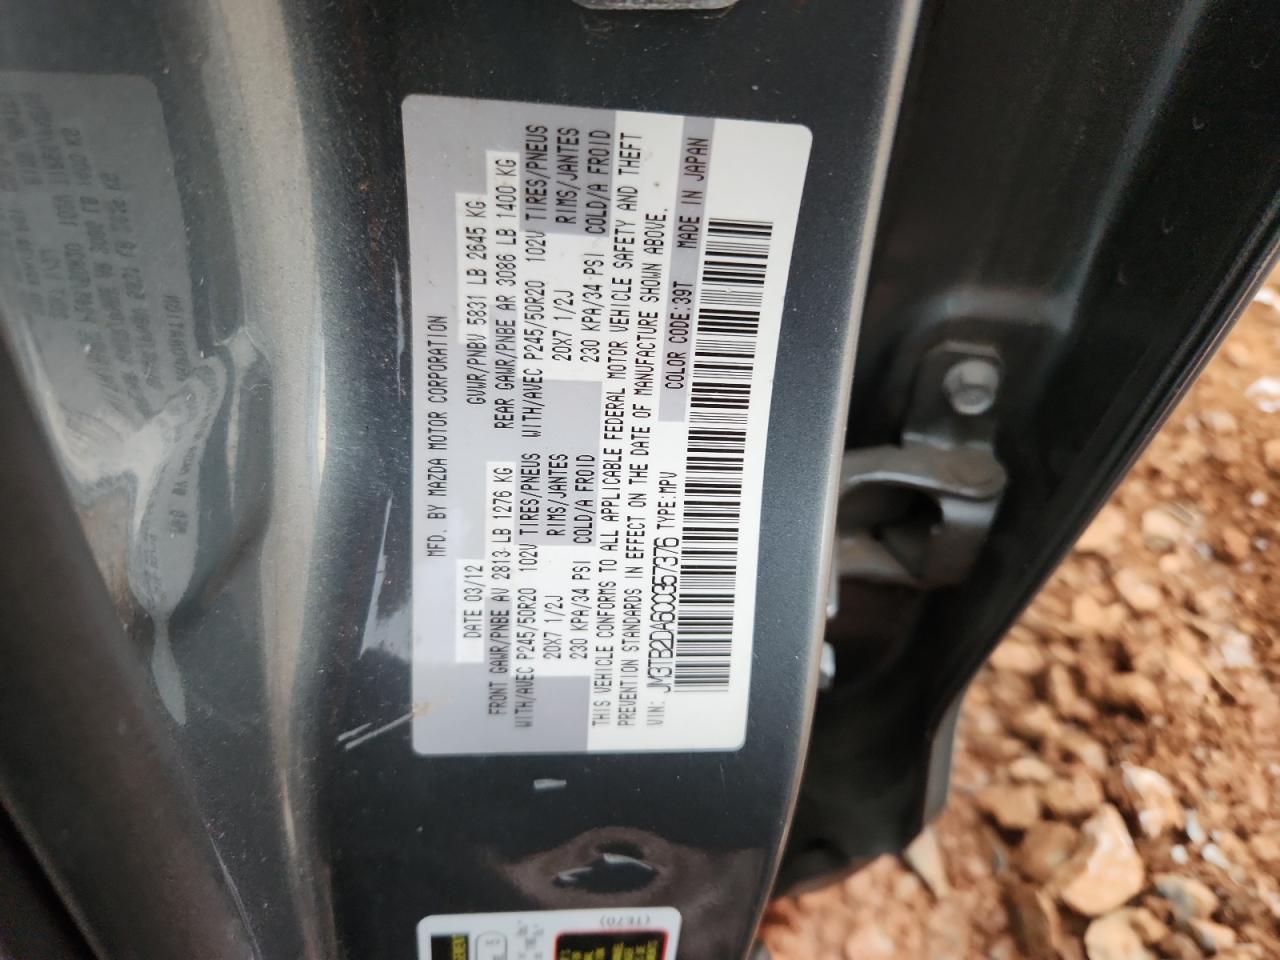 MFD. BY MAZDA MOTOR CORPORATION
DATE 03/12 GVWR/PNBV 5831 LB 2645 KG
FRONT GAWR/PNBE AV 2813 LB 1276 KG REAR GAWR/PNBE AR 3086 LB 1400 KG
WITH/AVEC P245/50R20 102V TIRES/PNEUS WITH/AVEC P245/50R20 102V TIRES/PNEUS
20X7 1/2J RIMS/JANTES 20X7 1/2J RIMS/JANTES
230 KPA/34 PSI COLD/A FROID 230 KPA/34 PSI COLD/A FROID
THIS VEHICLE CONFORMS TO ALL APPLICABLE FEDERAL MOTOR VEHICLE SAFETY AND THEFT
PREVENTION STANDARDS IN EFFECT ON THE DATE OF MANUFACTURE SHOWN ABOVE.
VIN: JM3TB2DA6C0357376 TYPE:MPV COLOR CODE:39T MADE IN JAPAN
(TE70)